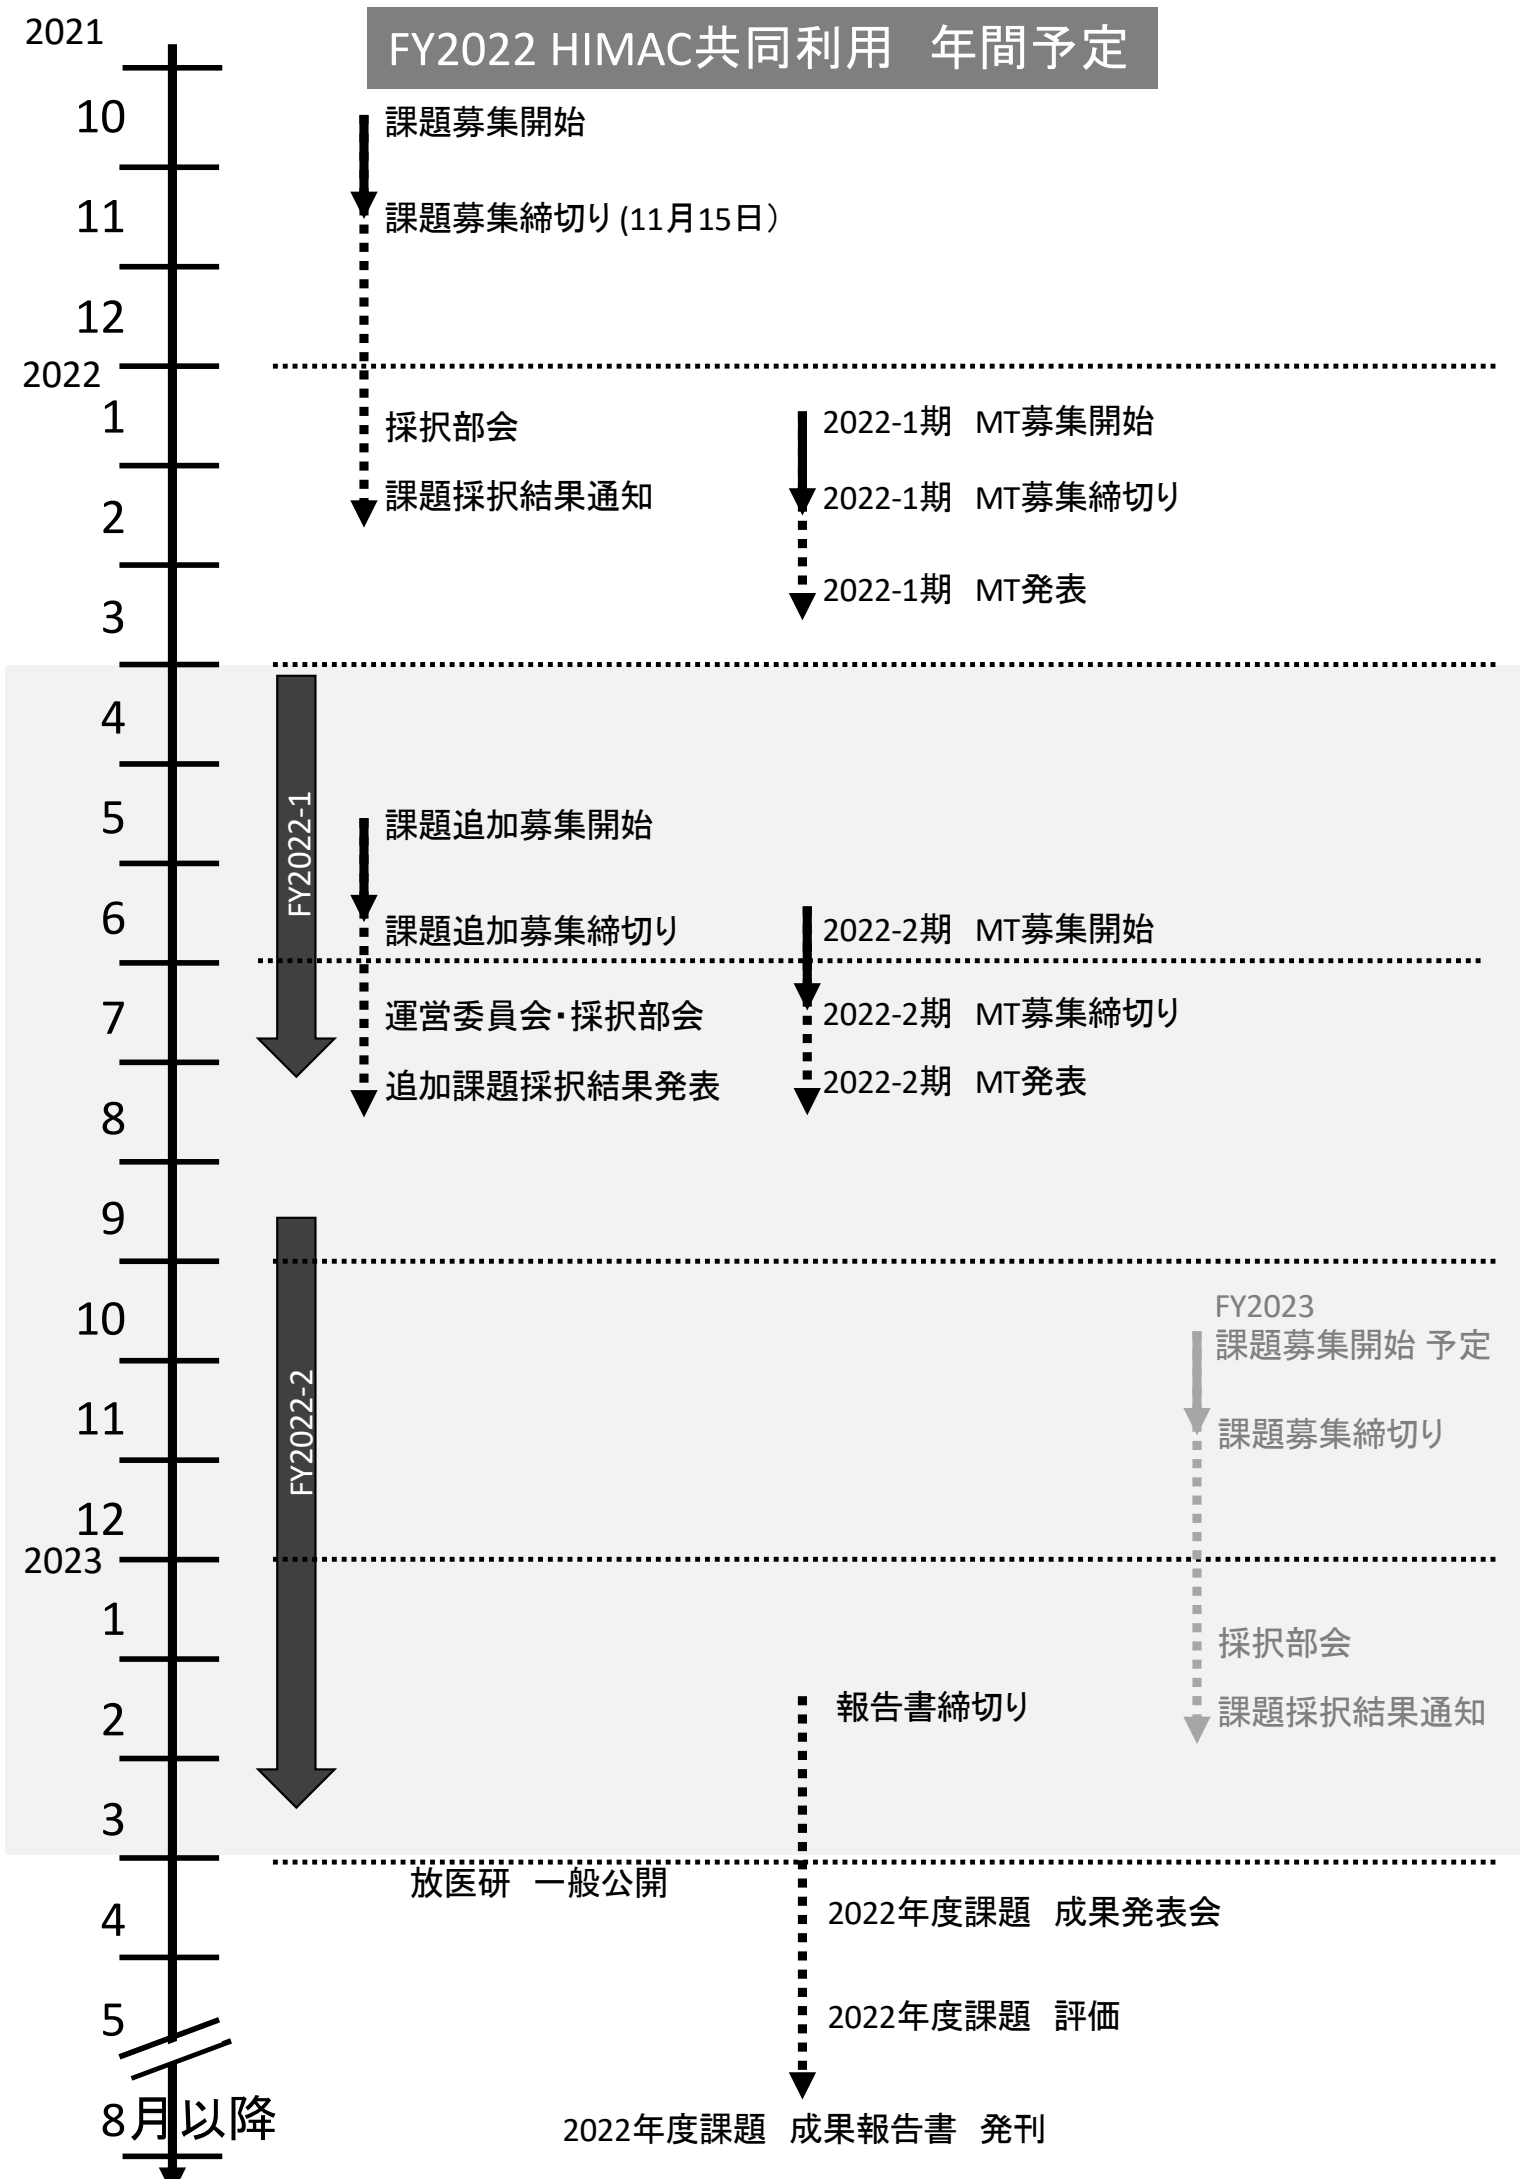 2021
FY2022 HIMAC共同利用　年間予定
10
課題募集開始
11
課題募集締切り (11月15日）
12
2022
1
採択部会
2022-1期　MT募集開始
2
課題採択結果通知
2022-1期　MT募集締切り
3
2022-1期　MT発表
4
FY2022-1
5
課題追加募集開始
6
課題追加募集締切り
2022-2期　MT募集開始
7
運営委員会・採択部会
2022-2期　MT募集締切り
追加課題採択結果発表
2022-2期　MT発表
8
9
10
FY2023
課題募集開始 予定
FY2022-2
11
課題募集締切り
12
2023
1
採択部会
2
報告書締切り
課題採択結果通知
3
放医研　一般公開
4
2022年度課題　成果発表会
5
2022年度課題　評価
8月以降
2022年度課題　成果報告書　発刊